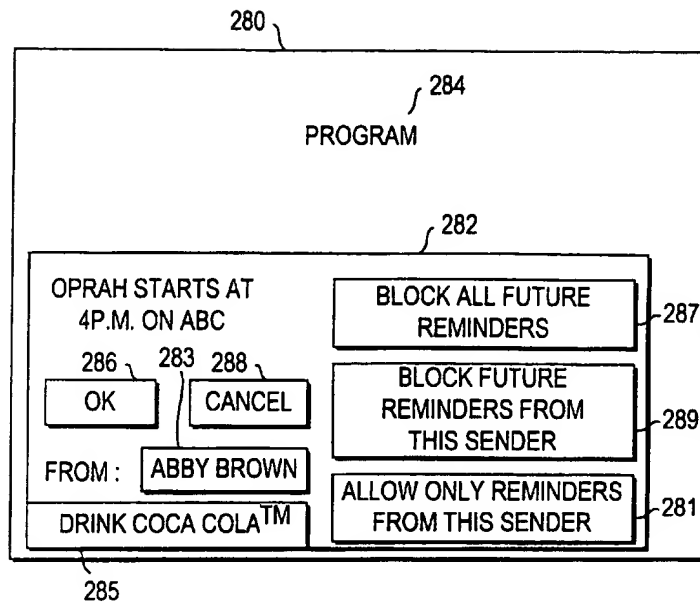 280
284
PROGRAM
282
OPRAH STARTS AT
4P.M. ON ABC
286
283
288
OK
CANCEL
FROM :
ABBY BROWN
DRINK COCA COLA™
285
BLOCK ALL FUTURE
REMINDERS
287
BLOCK FUTURE
REMINDERS FROM
THIS SENDER
289
ALLOW ONLY REMINDERS
FROM THIS SENDER
281